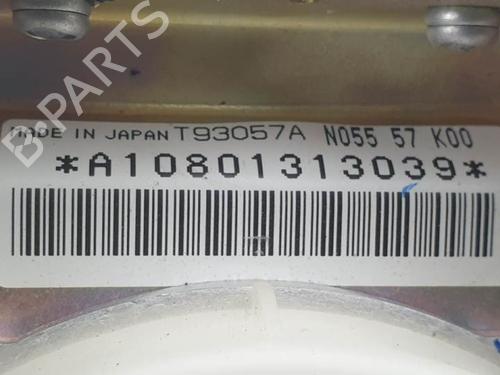 B-PARTS
MADE IN JAPAN T93057A N055 57 K00
*A10801313039*